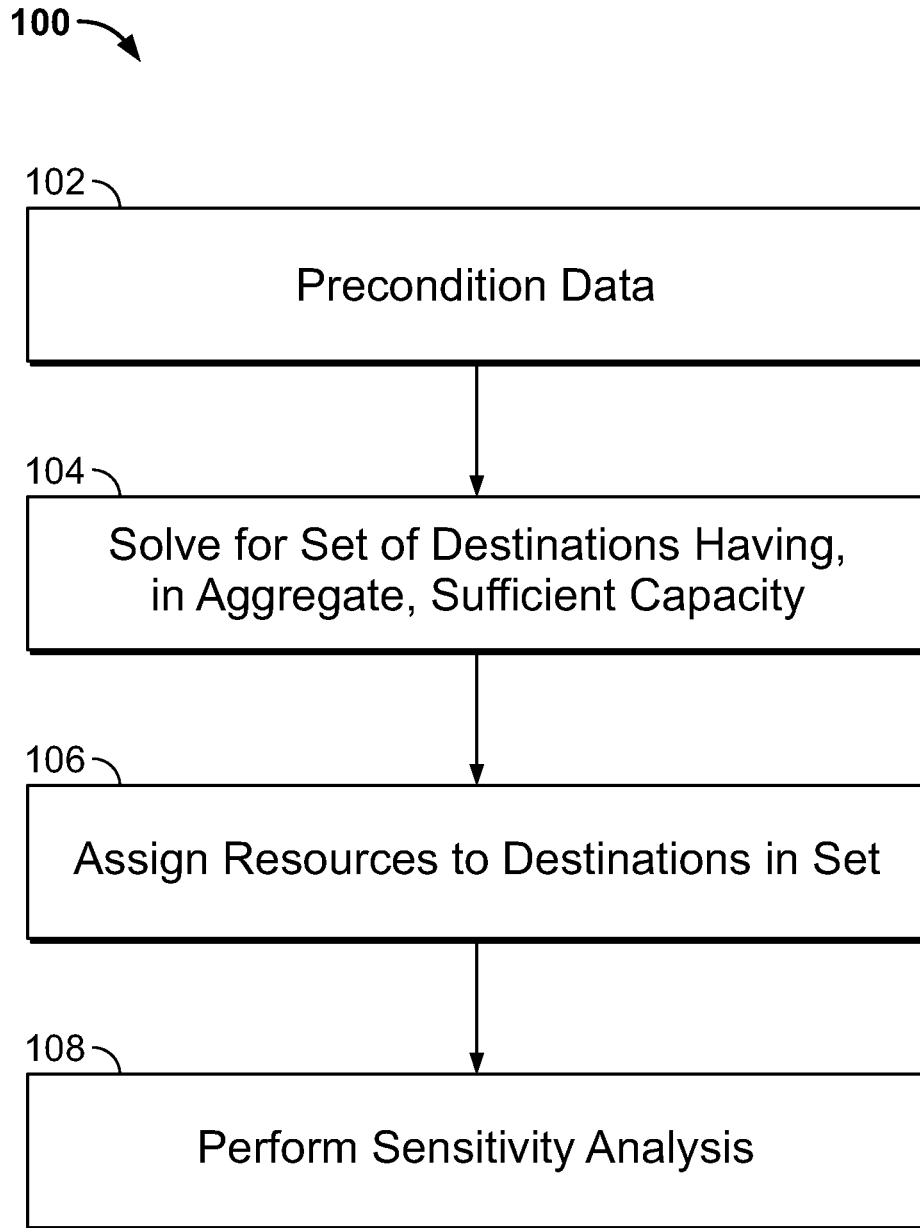 100
102
Precondition Data
104
Solve for Set of Destinations Having,
in Aggregate, Sufficient Capacity
106
Assign Resources to Destinations in Set
108
Perform Sensitivity Analysis